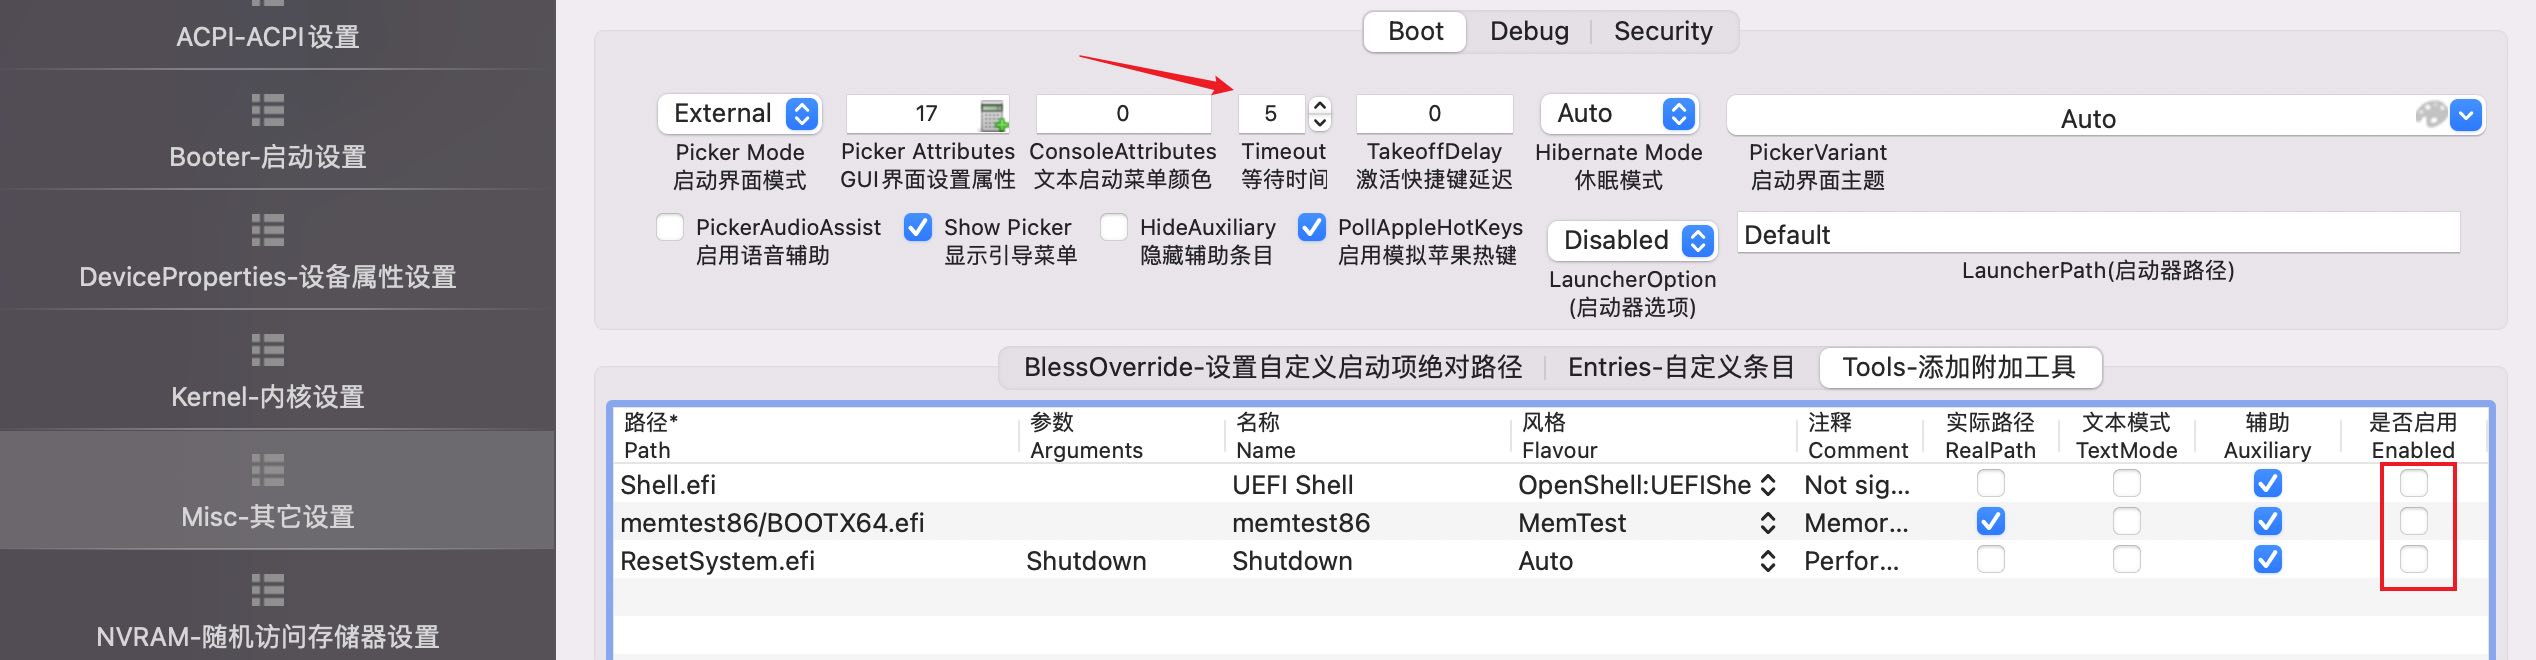 ACPI-ACPI设置
Booter-启动设置
DeviceProperties-设备属性设置
Kernel-内核设置
Misc-其它设置
NVRAM-随机访问存储器设置
Boot Debug Security
External 17 0 5 0 Auto Auto
Picker Mode Picker Attributes ConsoleAttributes Timeout TakeoffDelay Hibernate Mode PickerVariant
启动界面模式 GUI界面设置属性 文本启动菜单颜色 等待时间 激活快捷键延迟 休眠模式 启动界面主题
PickerAudioAssist Show Picker HideAuxiliary PollAppleHotKeys
启用语音辅助 显示引导菜单 隐藏辅助条目 启用模拟苹果热键
Disabled Default
LauncherOption LauncherPath(启动器路径)
(启动器选项)
BlessOverride-设置自定义启动项绝对路径 Entries-自定义条目 Tools-添加附加工具
路径* 参数 名称 风格 注释 实际路径 文本模式 辅助 是否启用
Path Arguments Name Flavour Comment RealPath TextMode Auxiliary Enabled
Shell.efi UEFI Shell OpenShell:UEFIShe Not sig...
memtest86/BOOTX64.efi memtest86 MemTest Memor...
ResetSystem.efi Shutdown Shutdown Auto Perfor...